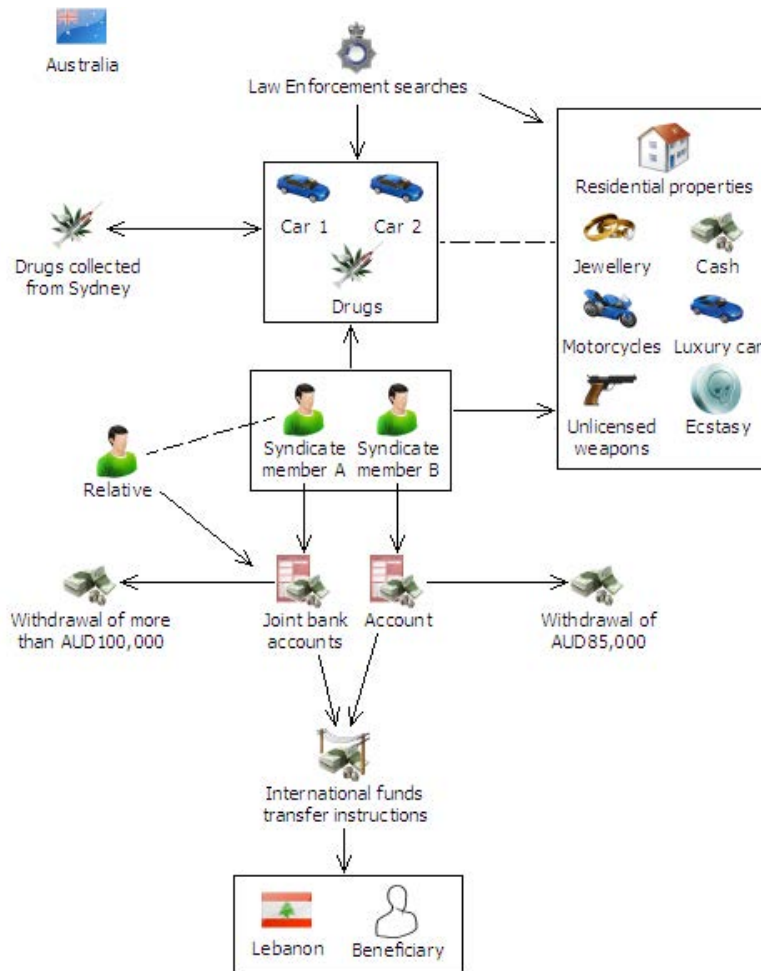 Australia
Law Enforcement searches
Residential properties
Car 1
Car 2
Jewellery
Cash
Drugs collected
from Sydney
Drugs
Motorcycles
Luxury car
Unlicensed
weapons
Ecstasy
Syndicate
member A
Syndicate
member B
Relative
Withdrawal of more
than AUD100,000
Joint bank
accounts
Account
Withdrawal of
AUD85,000
International funds
transfer instructions
Lebanon
Beneficiary